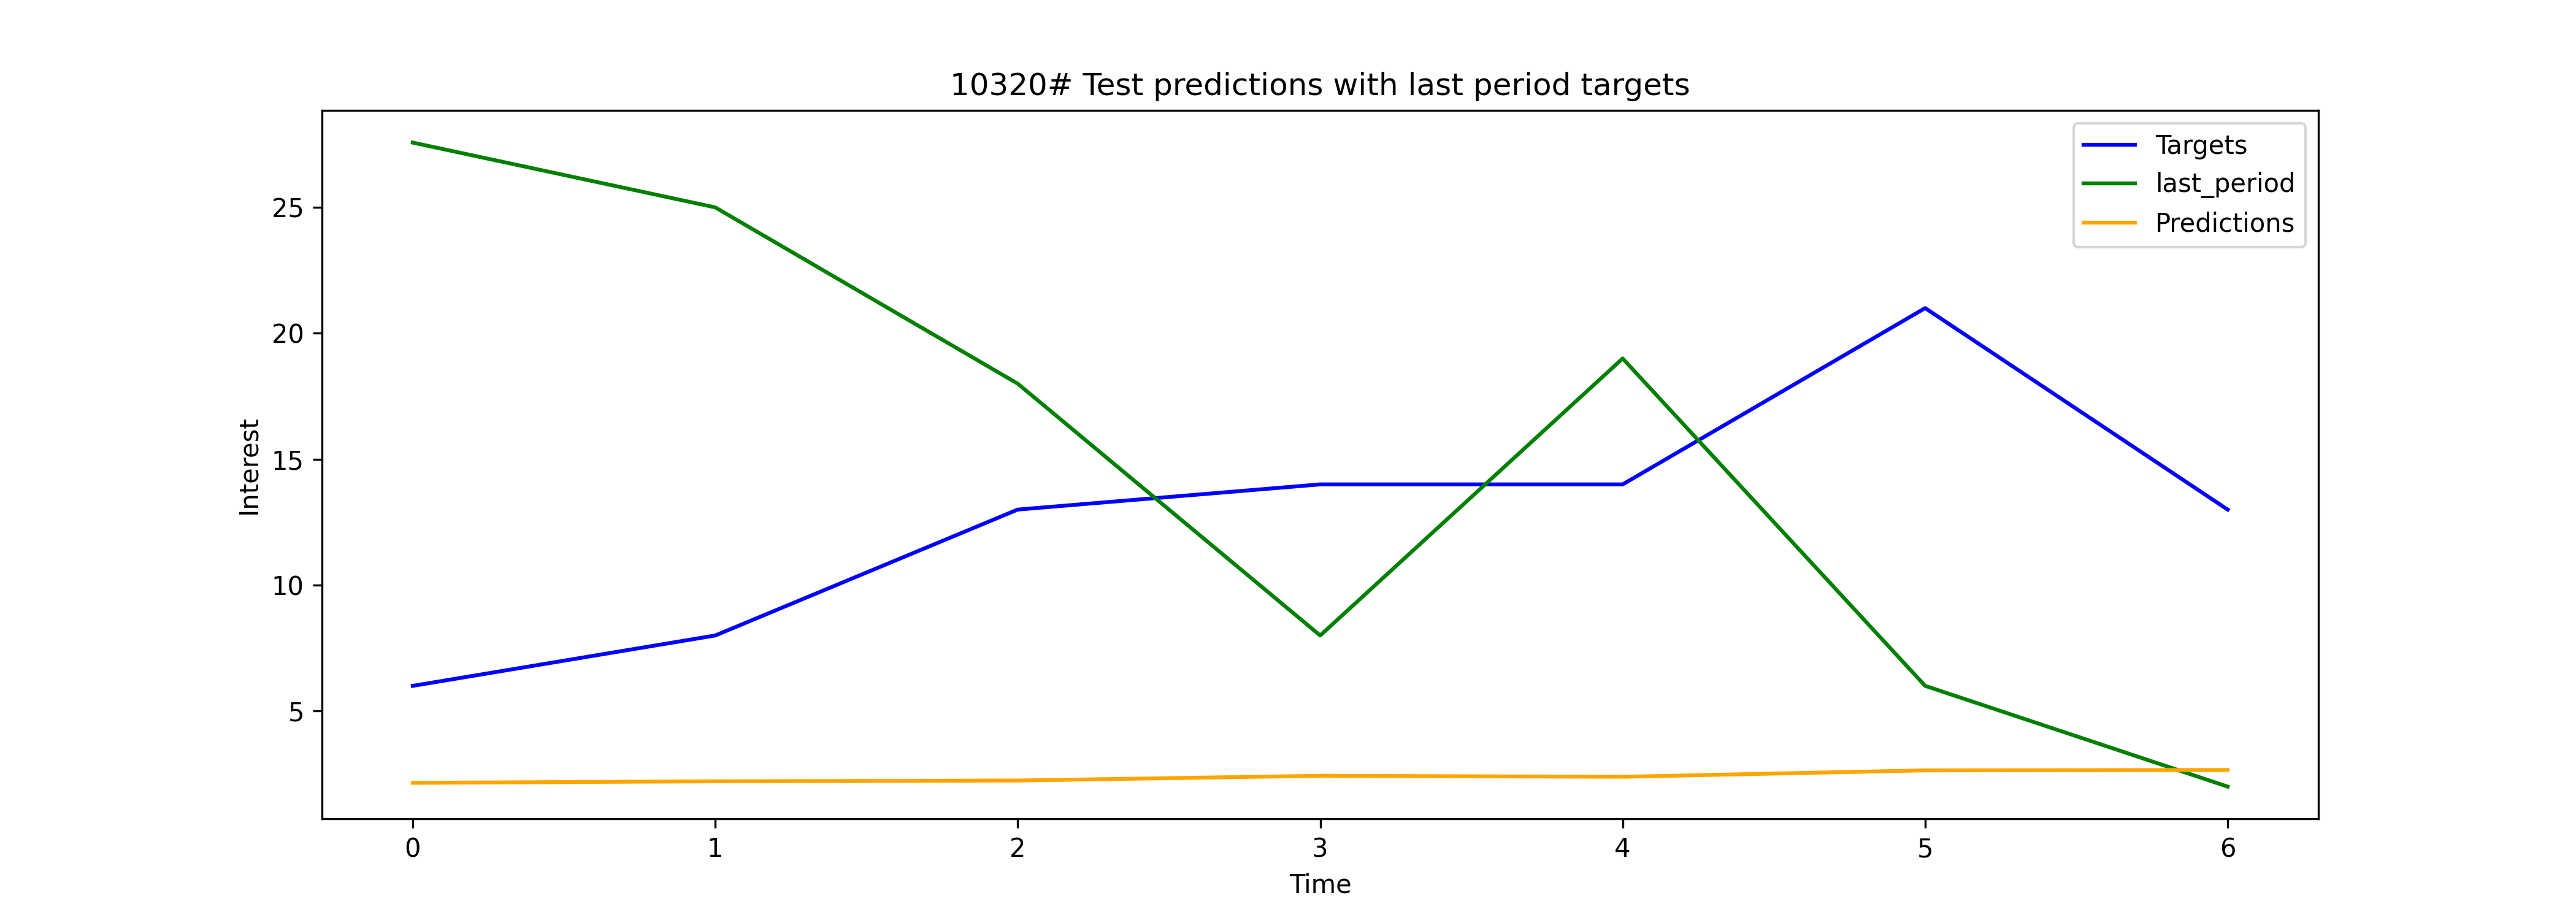 10320# Test predictions with last period targets
Targets
last_period
Predictions
25
20
15
10
5
Interest
0 1 2 3 4 5 6
Time